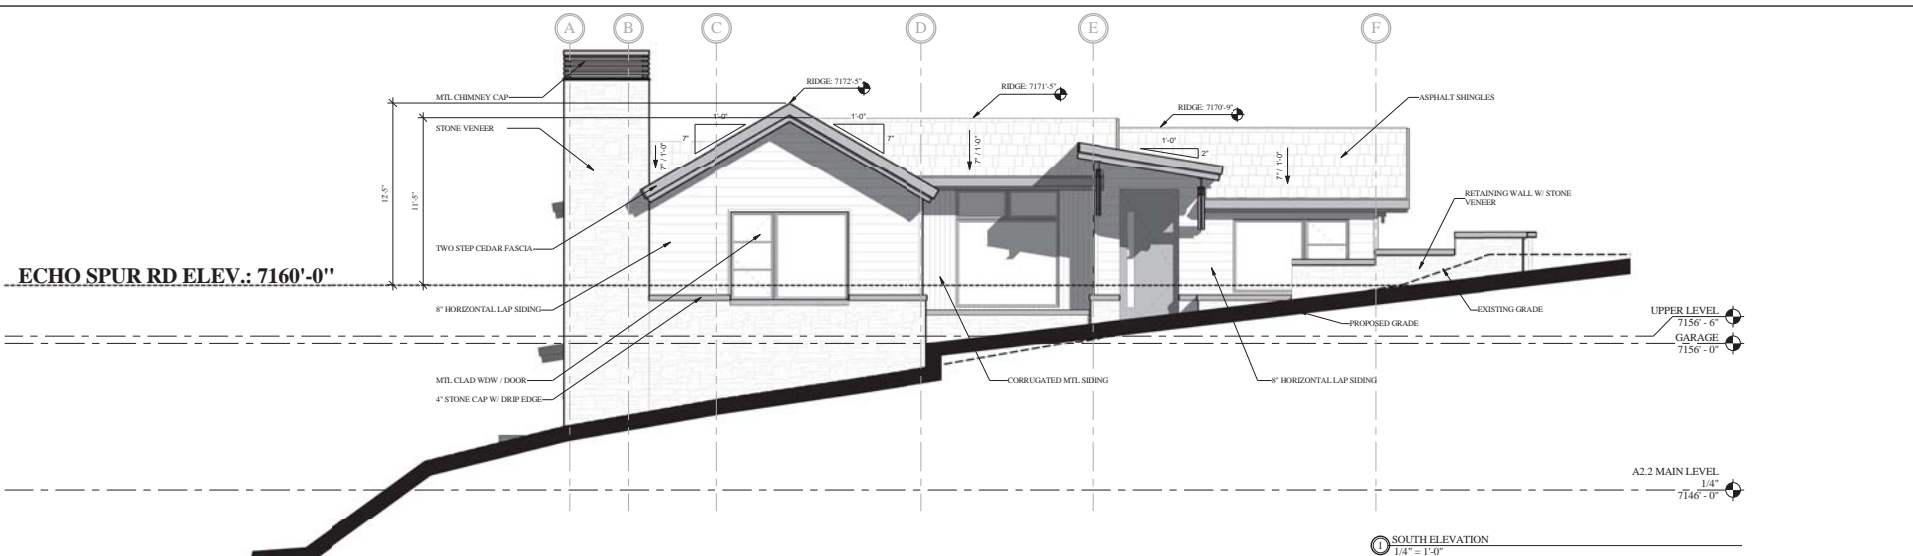 A
B
C
D
E
F
MTL CHIMNEY CAP
STONE VENEER
RIDGE: 7172'-5"
RIDGE: 7171'-5"
RIDGE: 7170'-9"
ASPHALT SHINGLES
1'-0"
7"
1'-0"
7"
1'-0"
2"
7" / 1'-0"
7" / 1'-0"
7" / 1'-0"
12'-5"
11'-5"
RETAINING WALL W/ STONE
VENEER
TWO STEP CEDAR FASCIA
ECHO SPUR RD ELEV.: 7160'-0"
8" HORIZONTAL LAP SIDING
EXISTING GRADE
PROPOSED GRADE
UPPER LEVEL
7156' - 6"
GARAGE
7156' - 0"
MTL CLAD WDW / DOOR
CORRUGATED MTL SIDING
8" HORIZONTAL LAP SIDING
4" STONE CAP W/ DRIP EDGE
A2.2 MAIN LEVEL
1/4"
7146' - 0"
1
SOUTH ELEVATION
1/4" = 1'-0"